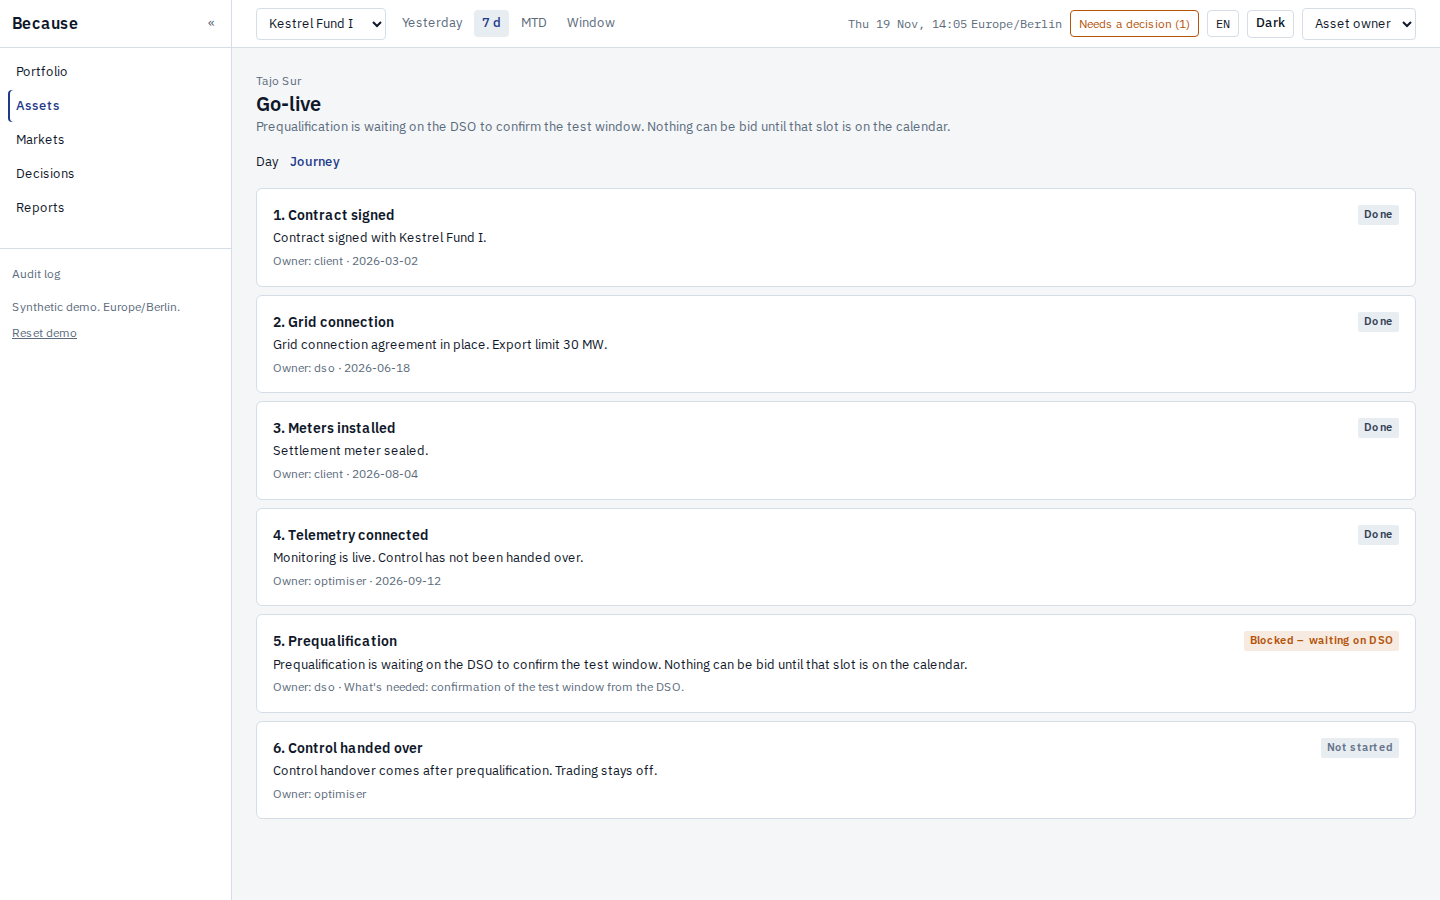 Because
«
Kestrel Fund I
Yesterday
7 d
MTD
Window
Thu 19 Nov, 14:05 Europe/Berlin
Needs a decision (1)
EN
Dark
Asset owner
Portfolio
Assets
Markets
Decisions
Reports
Audit log
Synthetic demo. Europe/Berlin.
Reset demo
Tajo Sur
Go-live
Prequalification is waiting on the DSO to confirm the test window. Nothing can be bid until that slot is on the calendar.
Day
Journey
1. Contract signed
Done
Contract signed with Kestrel Fund I.
Owner: client · 2026-03-02
2. Grid connection
Done
Grid connection agreement in place. Export limit 30 MW.
Owner: dso · 2026-06-18
3. Meters installed
Done
Settlement meter sealed.
Owner: client · 2026-08-04
4. Telemetry connected
Done
Monitoring is live. Control has not been handed over.
Owner: optimiser · 2026-09-12
5. Prequalification
Blocked – waiting on DSO
Prequalification is waiting on the DSO to confirm the test window. Nothing can be bid until that slot is on the calendar.
Owner: dso · What's needed: confirmation of the test window from the DSO.
6. Control handed over
Not started
Control handover comes after prequalification. Trading stays off.
Owner: optimiser